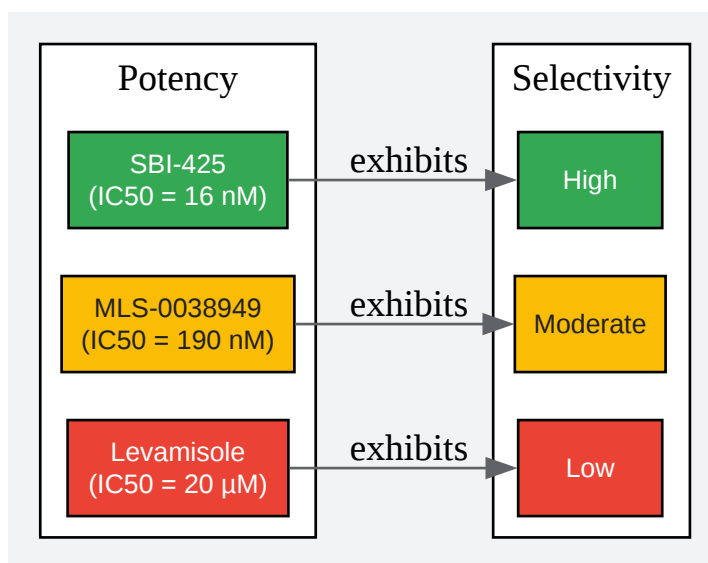 Potency
Selectivity
SBI-425
(IC50 = 16 nM)
exhibits
High
MLS-0038949
(IC50 = 190 nM)
exhibits
Moderate
Levamisole
(IC50 = 20 µM)
exhibits
Low